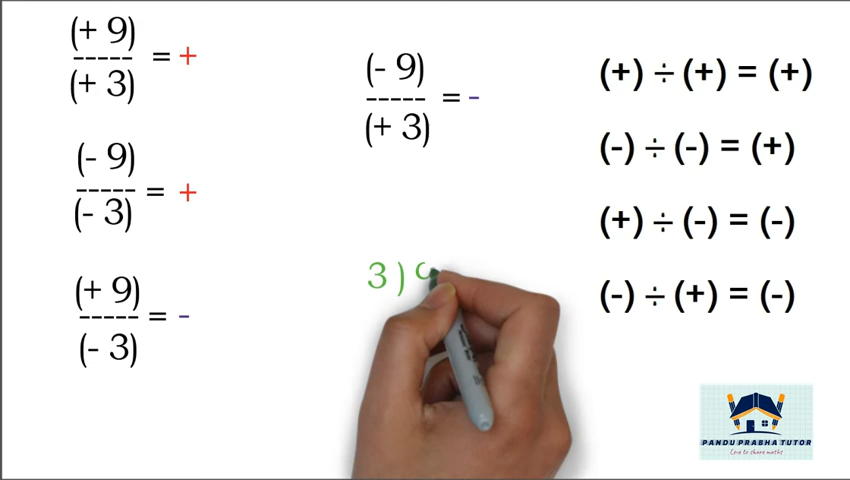 (+ 9)
------ = +
(+ 3)
(- 9)
------ = +
(- 3)
(+ 9)
------ = -
(- 3)
(- 9)
------ = -
(+ 3)
3 )
(+) ÷ (+) = (+)
(-) ÷ (-) = (+)
(+) ÷ (-) = (-)
(-) ÷ (+) = (-)
PANDU PRABHA TUTOR
Love to share maths